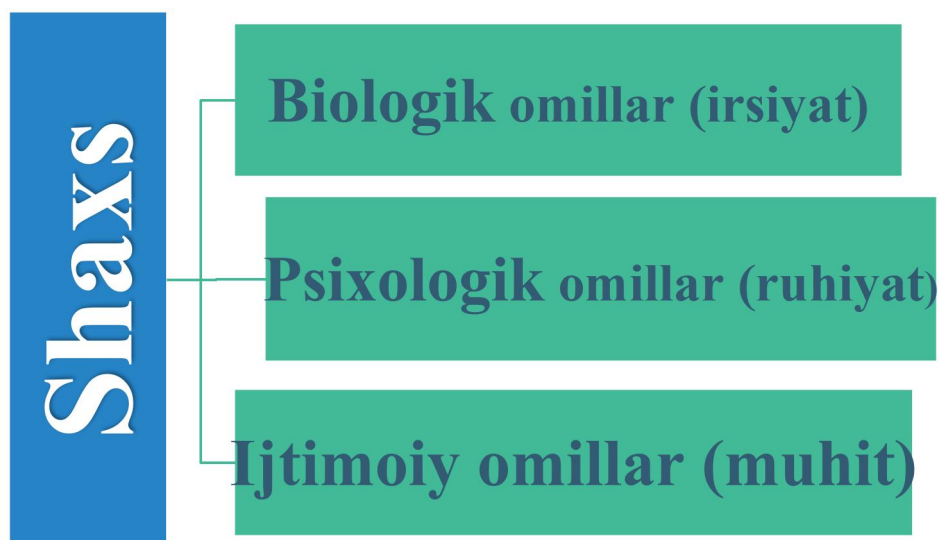 Shaxs
Biologik omillar (irsiyat)
Psixologik omillar (ruhiyat)
Ijtimoiy omillar (muhit)